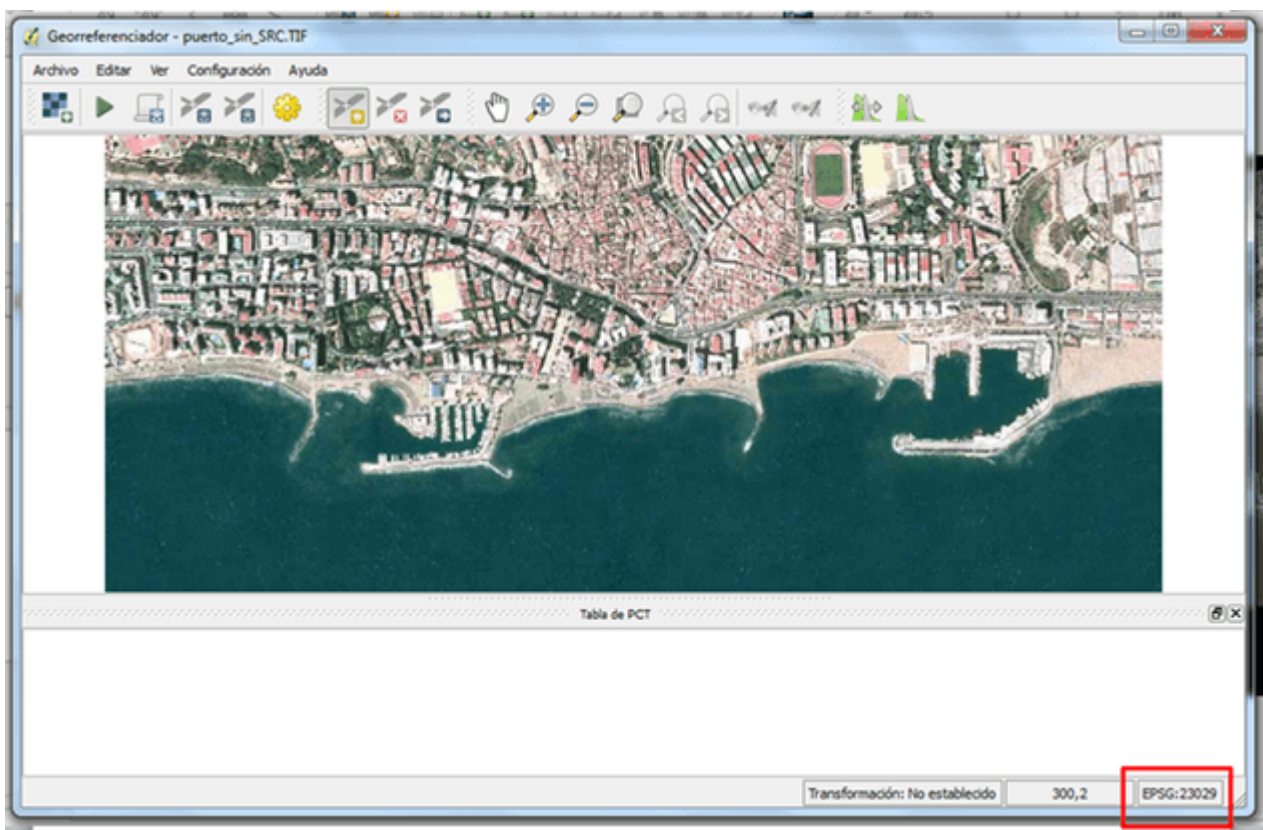 Georreferenciador - puerto_sin_SRC.TIF
Archivo Editar Ver Configuración Ayuda
Tabla de PCT
Transformación: No establecido 300,2 EPSG:23029